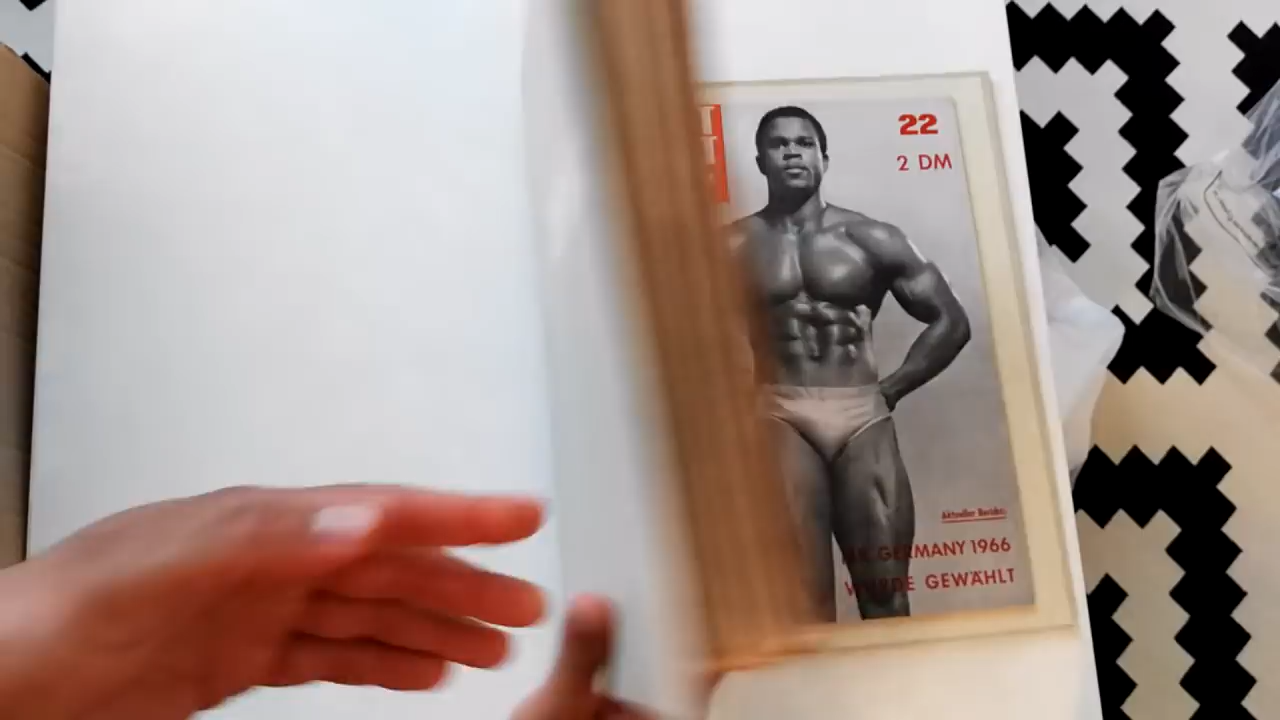 22
2 DM
Aktueller Bericht:
GERMANY 1966
WURDE GEWÄHLT